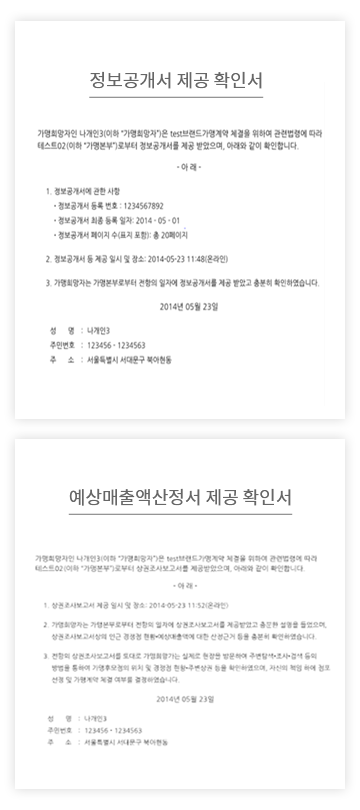 정보공개서 제공 확인서
가맹희망자인 나개인3(이하 "가맹희망자")은 test브랜드가맹계약 체결을 위하여 관련법령에 따라
테스트02(이하 "가맹본부")로부터 정보공개서를 제공 받았으며, 아래와 같이 확인합니다.
- 아 래 -
1. 정보공개서에 관한 사항
• 정보공개서 등록 번호 : 1234567892
• 정보공개서 최종 등록 일자: 2014 - 05 - 01
• 정보공개서 페이지 수(표지 포함): 총 20페이지
2. 정보공개서 등 제공 일시 및 장소: 2014-05-23 11:48(온라인)
3. 가맹희망자는 가맹본부로부터 전항의 일자에 정보공개서를 제공 받았고 충분히 확인하였습니다.
2014년 05월 23일
성 명 : 나개인3
주민번호 : 123456 - 1234563
주 소 : 서울특별시 서대문구 북아현동
예상매출액산정서 제공 확인서
가맹희망자인 나개인3(이하 "가맹희망자")은 test브랜드가맹계약 체결을 위하여 관련법령에 따라
테스트02(이하 "가맹본부")로부터 상권조사보고서를 제공받았으며, 아래와 같이 확인합니다.
- 아 래 -
1. 상권조사보고서 제공 일시 및 장소: 2014-05-23 11:52(온라인)
2. 가맹희망자는 가맹본부로부터 전항의 일자에 상권조사보고서를 제공받았고 충분한 설명을 들었으며,
상권조사보고서상의 인근 경쟁점 현황•예상매출액에 대한 산정근거 등을 충분히 확인하였습니다.
3. 전항의 상권조사보고서를 토대로 가맹희망자는 실제로 현장을 방문하여 주변탐색•조사•검색 등의
방법을 통하여 가맹후보점의 위치 및 경쟁점 현황•주변상권 등을 확인하였으며, 자신의 책임 하에 점포
선정 및 가맹계약 체결 여부를 결정하였습니다.
2014년 05월 23일
성 명 : 나개인3
주민번호 : 123456 - 1234563
주 소 : 서울특별시 서대문구 북아현동